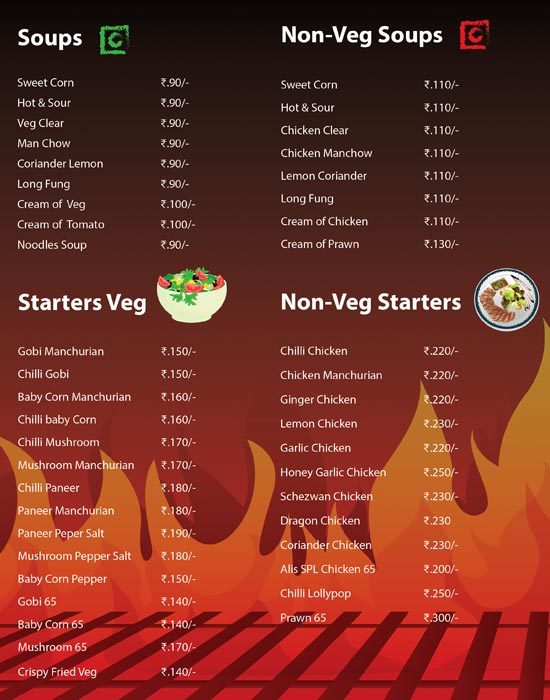 Soups
Sweet Corn ₹.90/-
Hot & Sour ₹.90/-
Veg Clear ₹.90/-
Man Chow ₹.90/-
Coriander Lemon ₹.90/-
Long Fung ₹.90/-
Cream of Veg ₹.100/-
Cream of Tomato ₹.100/-
Noodles Soup ₹.90/-
Non-Veg Soups
Sweet Corn ₹.110/-
Hot & Sour ₹.110/-
Chicken Clear ₹.110/-
Chicken Manchow ₹.110/-
Lemon Coriander ₹.110/-
Long Fung ₹.110/-
Cream of Chicken ₹.110/-
Cream of Prawn ₹.130/-
Starters Veg
Gobi Manchurian ₹.150/-
Chilli Gobi ₹.150/-
Baby Corn Manchurian ₹.160/-
Chilli baby Corn ₹.160/-
Chilli Mushroom ₹.170/-
Mushroom Manchurian ₹.170/-
Chilli Paneer ₹.180/-
Paneer Manchurian ₹.180/-
Paneer Peper Salt ₹.190/-
Mushroom Pepper Salt ₹.180/-
Baby Corn Pepper ₹.150/-
Gobi 65 ₹.140/-
Baby Corn 65 ₹.140/-
Mushroom 65 ₹.170/-
Crispy Fried Veg ₹.140/-
Non-Veg Starters
Chilli Chicken ₹.220/-
Chicken Manchurian ₹.220/-
Ginger Chicken ₹.220/-
Lemon Chicken ₹.230/-
Garlic Chicken ₹.220/-
Honey Garlic Chicken ₹.250/-
Schezwan Chicken ₹.230/-
Dragon Chicken ₹.230
Coriander Chicken ₹.230/-
Alis SPL Chicken 65 ₹.200/-
Chilli Lollypop ₹.250/-
Prawn 65 ₹.300/-